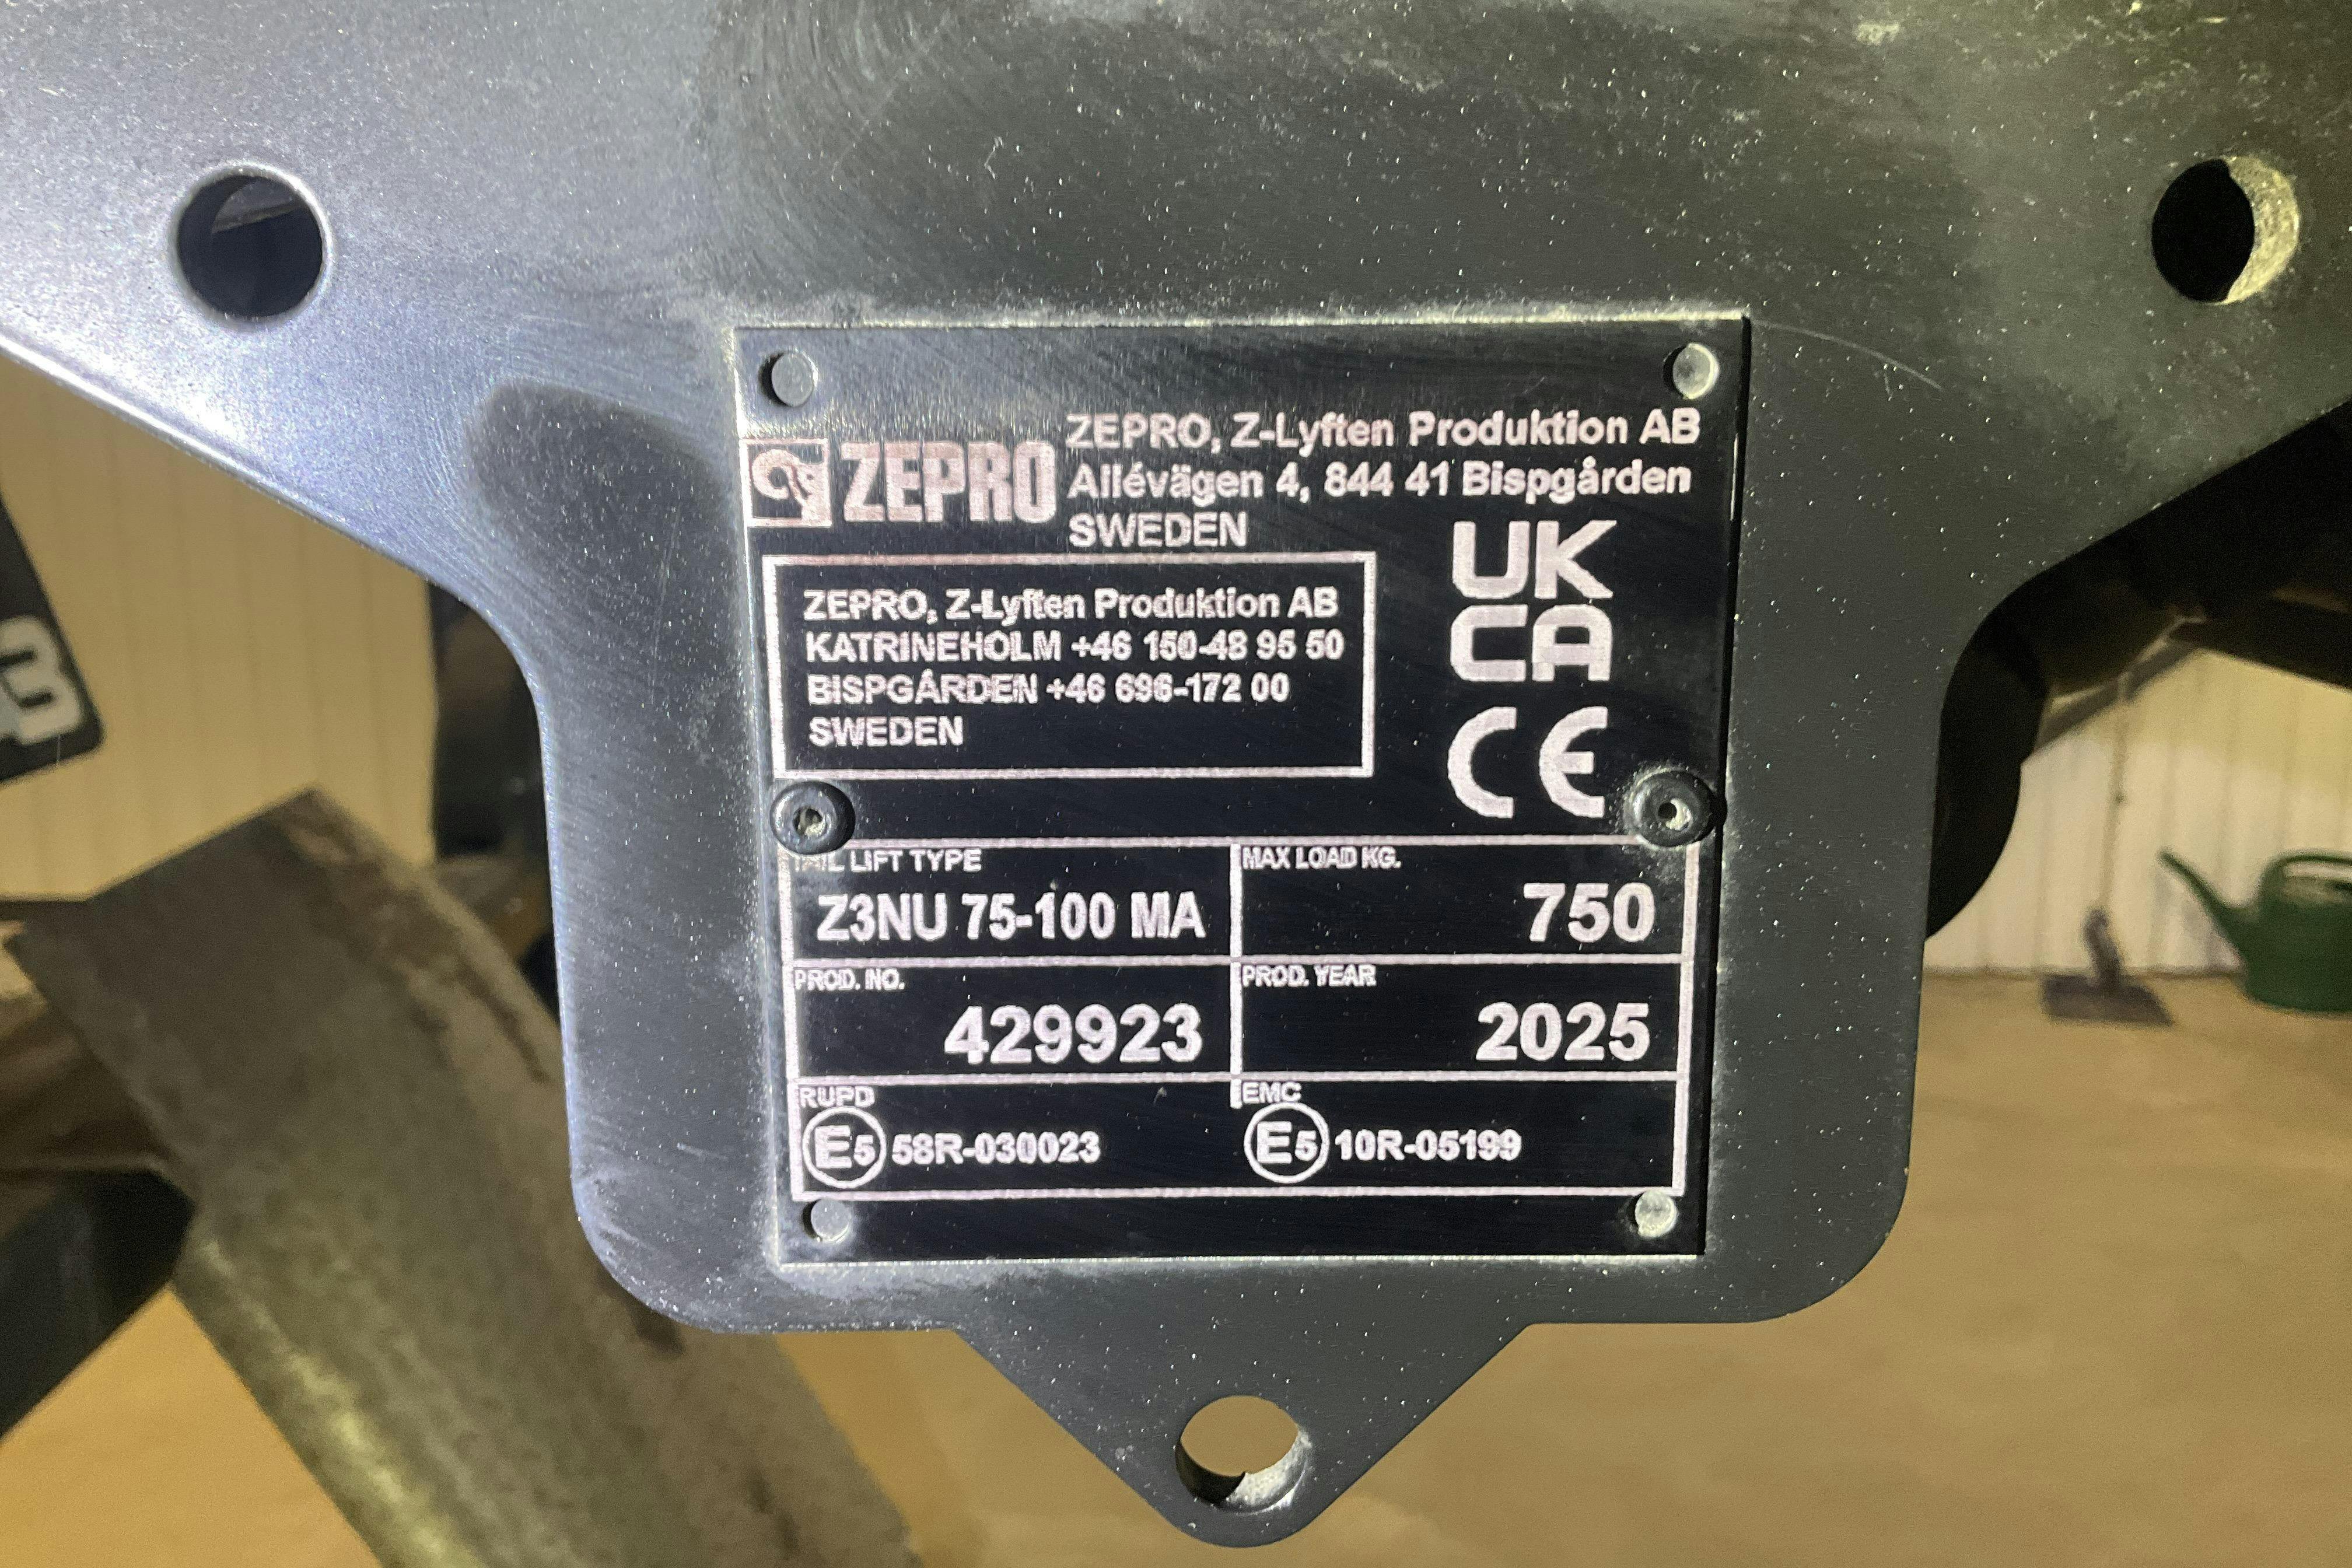 ZEPRO
ZEPRO, Z-Lyften Produktion AB
Allévägen 4, 844 41 Bispgården
SWEDEN
UK
CA
CE
ZEPRO, Z-Lyften Produktion AB
KATRINEHOLM +46 150-48 95 50
BISPGÅRDEN +46 696-172 00
SWEDEN
TAIL LIFT TYPE
Z3NU 75-100 MA
MAX LOAD KG.
750
PROD. NO.
429923
PROD. YEAR
2025
RUPD
E5 58R-030023
EMC
E5 10R-05199